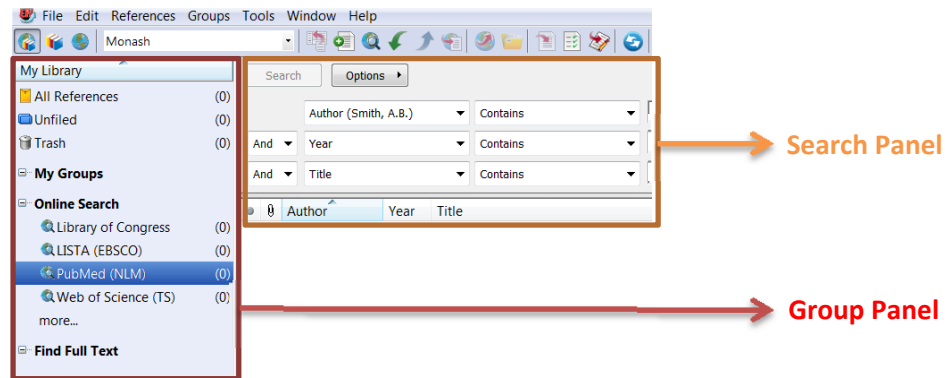 File Edit References Groups Tools Window Help
Monash
My Library
Search Options
All References (0)
Author (Smith, A.B.) Contains
Unfiled (0)
Trash (0)
And Year Contains
Search Panel
My Groups
And Title Contains
Online Search
Author Year Title
Library of Congress (0)
LISTA (EBSCO) (0)
PubMed (NLM) (0)
Web of Science (TS) (0)
Group Panel
more...
Find Full Text